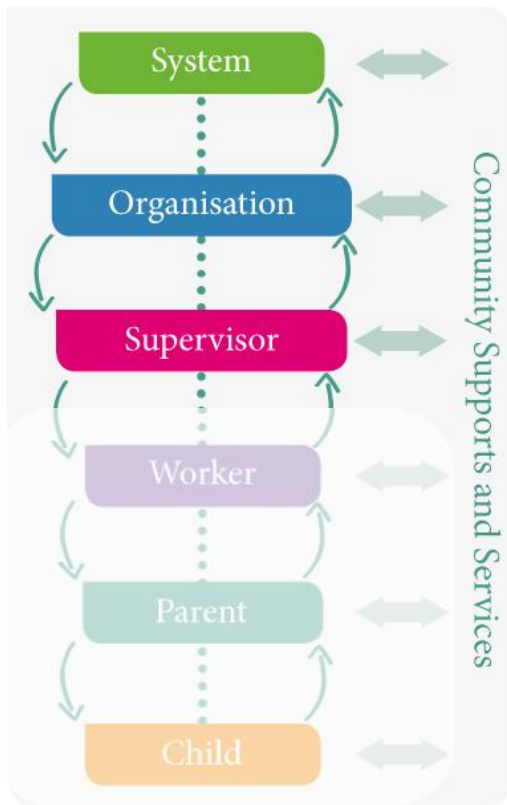 System
Organisation
Supervisor
Worker
Parent
Child
Community Supports and Services